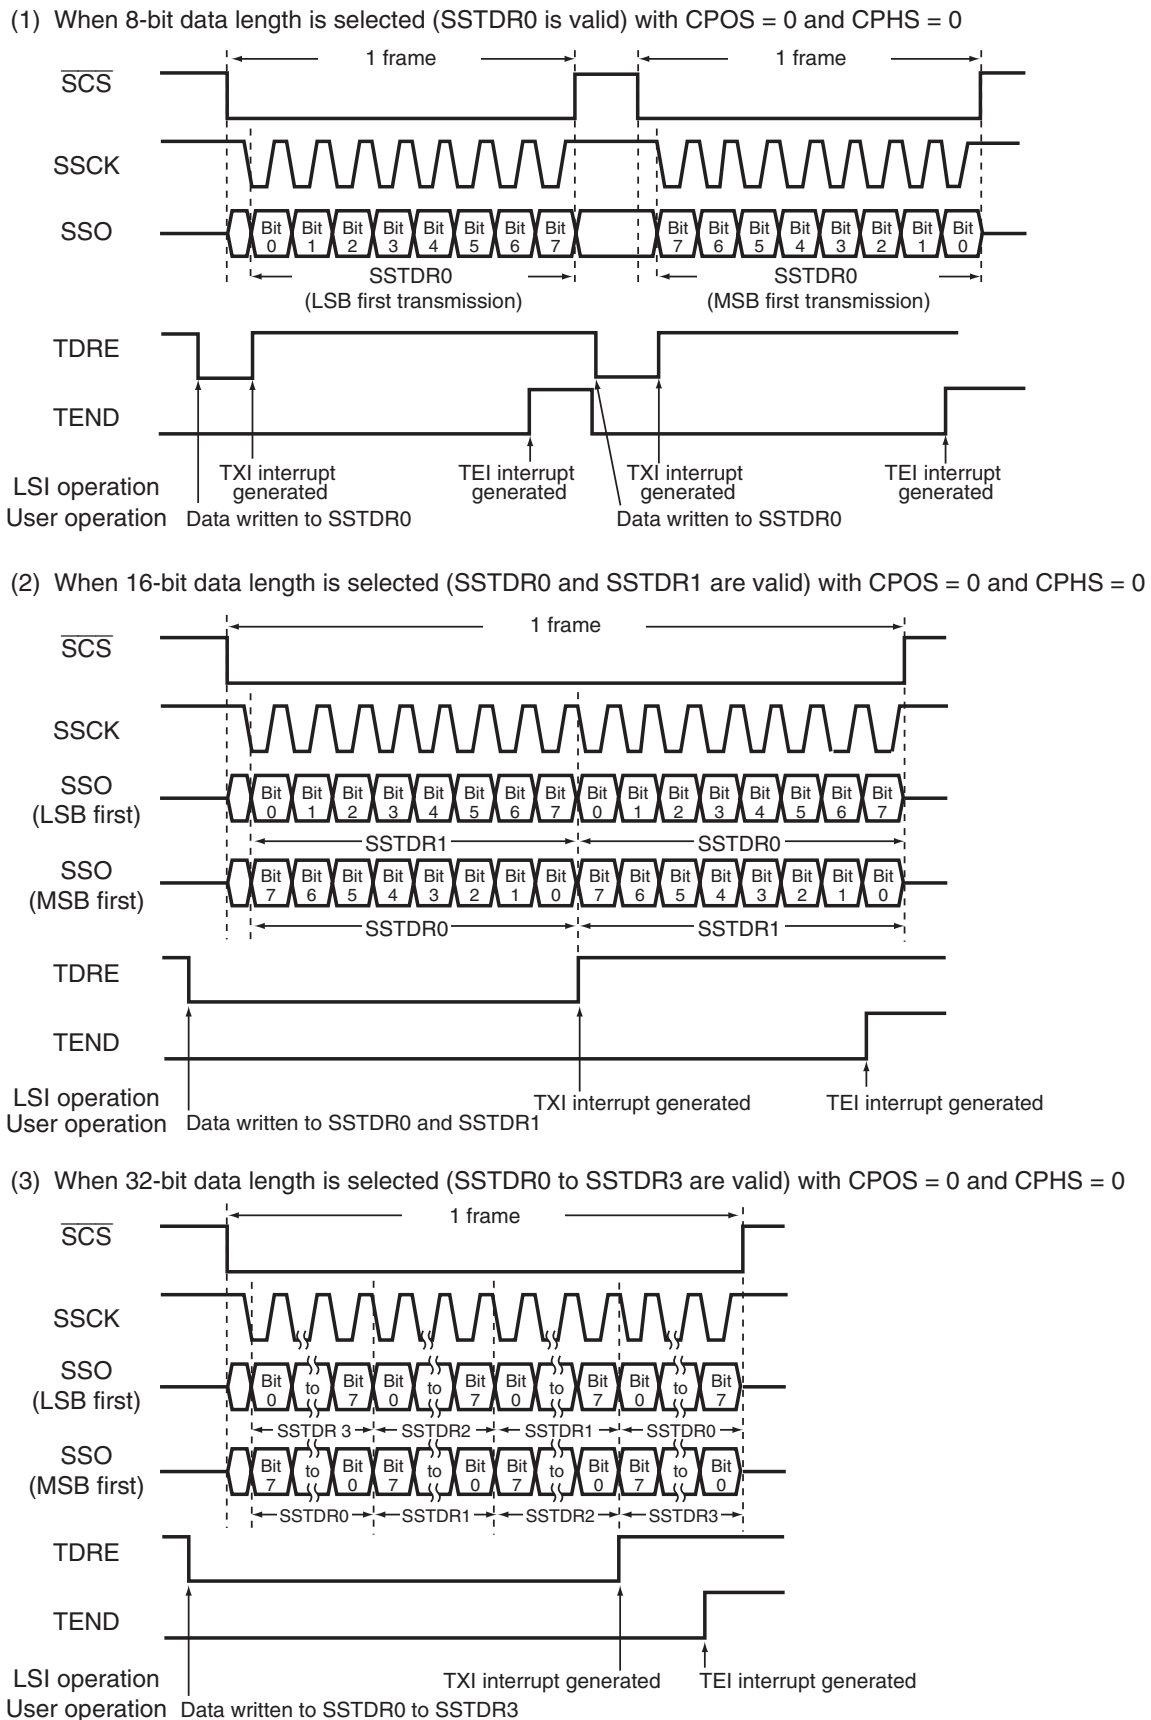 (1) When 8-bit data length is selected (SSTDR0 is valid) with CPOS = 0 and CPHS = 0
1 frame 1 frame
SCS
SSCK
SSO Bit 0 Bit 1 Bit 2 Bit 3 Bit 4 Bit 5 Bit 6 Bit 7 Bit 7 Bit 6 Bit 5 Bit 4 Bit 3 Bit 2 Bit 1 Bit 0
SSTDR0 SSTDR0
(LSB first transmission) (MSB first transmission)
TDRE
TEND
TXI interrupt generated TEI interrupt generated TXI interrupt generated TEI interrupt generated
LSI operation
User operation Data written to SSTDR0 Data written to SSTDR0
(2) When 16-bit data length is selected (SSTDR0 and SSTDR1 are valid) with CPOS = 0 and CPHS = 0
1 frame
SCS
SSCK
SSO (LSB first) Bit 0 Bit 1 Bit 2 Bit 3 Bit 4 Bit 5 Bit 6 Bit 7 Bit 0 Bit 1 Bit 2 Bit 3 Bit 4 Bit 5 Bit 6 Bit 7
SSTDR1 SSTDR0
SSO (MSB first) Bit 7 Bit 6 Bit 5 Bit 4 Bit 3 Bit 2 Bit 1 Bit 0 Bit 7 Bit 6 Bit 5 Bit 4 Bit 3 Bit 2 Bit 1 Bit 0
SSTDR0 SSTDR1
TDRE
TEND
LSI operation TXI interrupt generated TEI interrupt generated
User operation Data written to SSTDR0 and SSTDR1
(3) When 32-bit data length is selected (SSTDR0 to SSTDR3 are valid) with CPOS = 0 and CPHS = 0
1 frame
SCS
SSCK
SSO (LSB first) Bit 0 to Bit 7 Bit 0 to Bit 7 Bit 0 to Bit 7 Bit 0 to Bit 7
SSTDR 3 SSTDR2 SSTDR1 SSTDR0
SSO (MSB first) Bit 7 to Bit 0 Bit 7 to Bit 0 Bit 7 to Bit 0 Bit 7 to Bit 0
SSTDR0 SSTDR1 SSTDR2 SSTDR3
TDRE
TEND
LSI operation TXI interrupt generated TEI interrupt generated
User operation Data written to SSTDR0 to SSTDR3